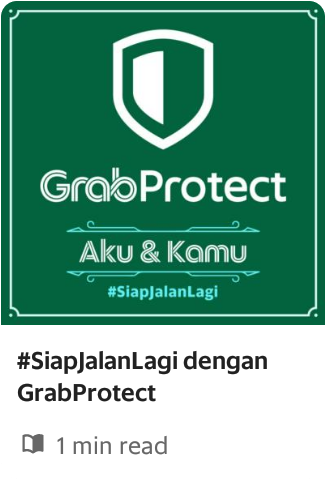 GrabProtect
Aku & Kamu
#SiapJalanLagi
#SiapJalanLagi dengan
GrabProtect
1 min read